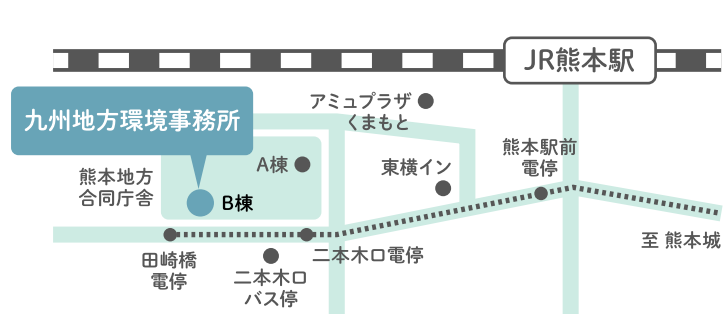 JR熊本駅
アミュプラザ
くまもと
九州地方環境事務所
A棟
東横イン
熊本駅前
電停
熊本地方
合同庁舎
B棟
至 熊本城
田崎橋
電停
二本木口電停
二本木口
バス停